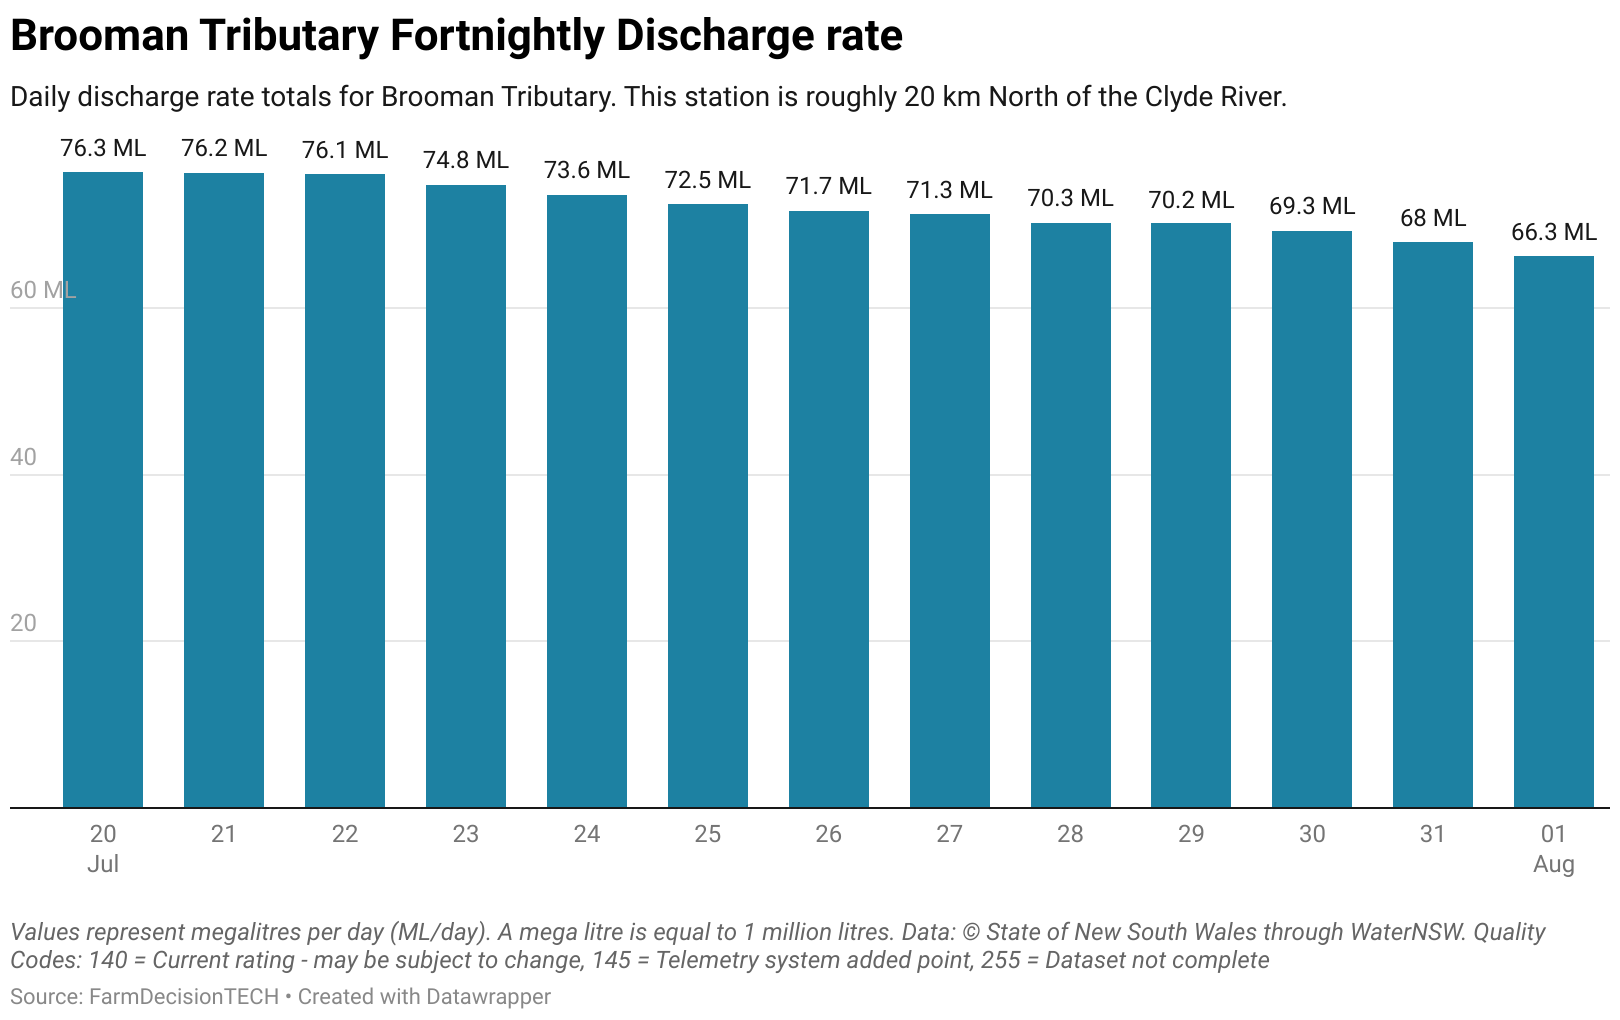 Brooman Tributary Fortnightly Discharge rate
Daily discharge rate totals for Brooman Tributary. This station is roughly 20 km North of the Clyde River.
76.3 ML 76.2 ML 76.1 ML 74.8 ML 73.6 ML 72.5 ML 71.7 ML 71.3 ML 70.3 ML 70.2 ML 69.3 ML 68 ML 66.3 ML
60 ML
40
20
20 21 22 23 24 25 26 27 28 29 30 31 01
Jul Aug
Values represent megalitres per day (ML/day). A mega litre is equal to 1 million litres. Data: © State of New South Wales through WaterNSW. Quality
Codes: 140 = Current rating - may be subject to change, 145 = Telemetry system added point, 255 = Dataset not complete
Source: FarmDecisionTECH • Created with Datawrapper